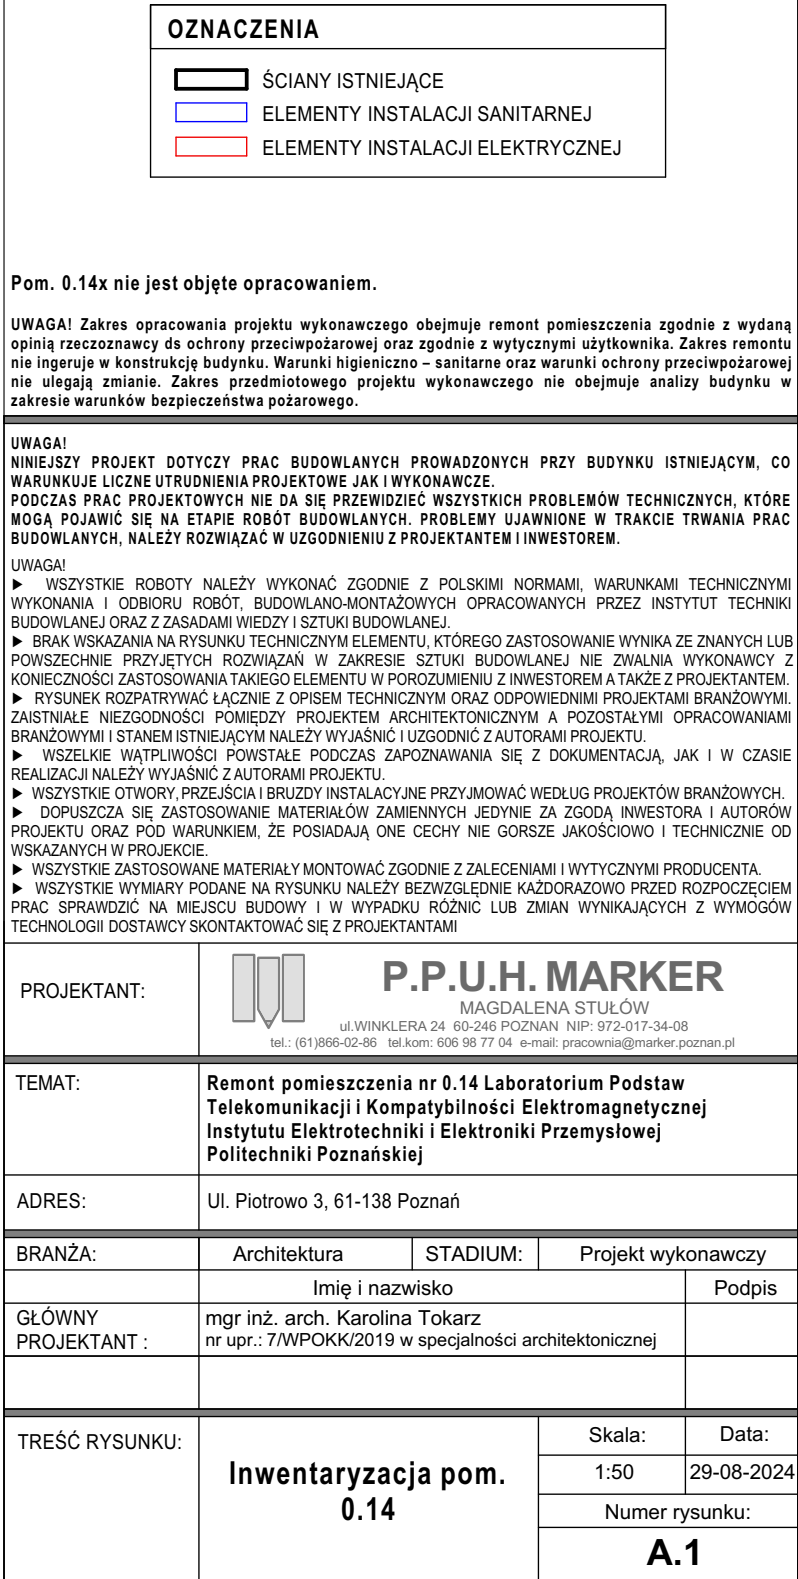 OZNACZENIA
ŚCIANY ISTNIEJĄCE
ELEMENTY INSTALACJI SANITARNEJ
ELEMENTY INSTALACJI ELEKTRYCZNEJ
Pom. 0.14x nie jest objęte opracowaniem.
UWAGA! Zakres opracowania projektu wykonawczego obejmuje remont pomieszczenia zgodnie z wydaną
opinią rzeczoznawcy ds ochrony przeciwpożarowej oraz zgodnie z wytycznymi użytkownika. Zakres remontu
nie ingeruje w konstrukcję budynku. Warunki higieniczno – sanitarne oraz warunki ochrony przeciwpożarowej
nie ulegają zmianie. Zakres przedmiotowego projektu wykonawczego nie obejmuje analizy budynku w
zakresie warunków bezpieczeństwa pożarowego.
UWAGA!
NINIEJSZY PROJEKT DOTYCZY PRAC BUDOWLANYCH PROWADZONYCH PRZY BUDYNKU ISTNIEJĄCYM, CO
WARUNKUJE LICZNE UTRUDNIENIA PROJEKTOWE JAK I WYKONAWCZE.
PODCZAS PRAC PROJEKTOWYCH NIE DA SIĘ PRZEWIDZIEĆ WSZYSTKICH PROBLEMÓW TECHNICZNYCH, KTÓRE
MOGĄ POJAWIĆ SIĘ NA ETAPIE ROBÓT BUDOWLANYCH. PROBLEMY UJAWNIONE W TRAKCIE TRWANIA PRAC
BUDOWLANYCH, NALEŻY ROZWIĄZAĆ W UZGODNIENIU Z PROJEKTANTEM I INWESTOREM.
UWAGA!
▶ WSZYSTKIE ROBOTY NALEŻY WYKONAĆ ZGODNIE Z POLSKIMI NORMAMI, WARUNKAMI TECHNICZNYMI
WYKONANIA I ODBIORU ROBÓT, BUDOWLANO-MONTAŻOWYCH OPRACOWANYCH PRZEZ INSTYTUT TECHNIKI
BUDOWLANEJ ORAZ Z ZASADAMI WIEDZY I SZTUKI BUDOWLANEJ.
▶ BRAK WSKAZANIA NA RYSUNKU TECHNICZNYM ELEMENTU, KTÓREGO ZASTOSOWANIE WYNIKA ZE ZNANYCH LUB
POWSZECHNIE PRZYJĘTYCH ROZWIĄZAŃ W ZAKRESIE SZTUKI BUDOWLANEJ NIE ZWALNIA WYKONAWCY Z
KONIECZNOŚCI ZASTOSOWANIA TAKIEGO ELEMENTU W POROZUMIENIU Z INWESTOREM A TAKŻE Z PROJEKTANTEM.
▶ RYSUNEK ROZPATRYWAĆ ŁĄCZNIE Z OPISEM TECHNICZNYM ORAZ ODPOWIEDNIMI PROJEKTAMI BRANŻOWYMI.
ZAISTNIAŁE NIEZGODNOŚCI POMIĘDZY PROJEKTEM ARCHITEKTONICZNYM A POZOSTAŁYMI OPRACOWANIAMI
BRANŻOWYMI I STANEM ISTNIEJĄCYM NALEŻY WYJAŚNIĆ I UZGODNIĆ Z AUTORAMI PROJEKTU.
▶ WSZELKIE WĄTPLIWOŚCI POWSTAŁE PODCZAS ZAPOZNAWANIA SIĘ Z DOKUMENTACJĄ, JAK I W CZASIE
REALIZACJI NALEŻY WYJAŚNIĆ Z AUTORAMI PROJEKTU.
▶ WSZYSTKIE OTWORY, PRZEJŚCIA I BRUZDY INSTALACYJNE PRZYJMOWAĆ WEDŁUG PROJEKTÓW BRANŻOWYCH.
▶ DOPUSZCZA SIĘ ZASTOSOWANIE MATERIAŁÓW ZAMIENNYCH JEDYNIE ZA ZGODĄ INWESTORA I AUTORÓW
PROJEKTU ORAZ POD WARUNKIEM, ŻE POSIADAJĄ ONE CECHY NIE GORSZE JAKOŚCIOWO I TECHNICZNIE OD
WSKAZANYCH W PROJEKCIE.
▶ WSZYSTKIE ZASTOSOWANE MATERIAŁY MONTOWAĆ ZGODNIE Z ZALECENIAMI I WYTYCZNYMI PRODUCENTA.
▶ WSZYSTKIE WYMIARY PODANE NA RYSUNKU NALEŻY BEZWZGLĘDNIE KAŻDORAZOWO PRZED ROZPOCZĘCIEM
PRAC SPRAWDZIĆ NA MIEJSCU BUDOWY I W WYPADKU RÓŻNIC LUB ZMIAN WYNIKAJĄCYCH Z WYMOGÓW
TECHNOLOGII DOSTAWCY SKONTAKTOWAĆ SIĘ Z PROJEKTANTAMI
PROJEKTANT:
P.P.U.H. MARKER
MAGDALENA STUŁÓW
ul.WINKLERA 24 60-246 POZNAN NIP: 972-017-34-08
tel.: (61)866-02-86 tel.kom: 606 98 77 04 e-mail: pracownia@marker.poznan.pl
TEMAT:
Remont pomieszczenia nr 0.14 Laboratorium Podstaw
Telekomunikacji i Kompatybilności Elektromagnetycznej
Instytutu Elektrotechniki i Elektroniki Przemysłowej
Politechniki Poznańskiej
ADRES:
Ul. Piotrowo 3, 61-138 Poznań
BRANŻA:
Architektura
STADIUM:
Projekt wykonawczy
Imię i nazwisko
Podpis
GŁÓWNY
PROJEKTANT :
mgr inż. arch. Karolina Tokarz
nr upr.: 7/WPOKK/2019 w specjalności architektonicznej
TREŚĆ RYSUNKU:
Inwentaryzacja pom.
0.14
Skala:
Data:
1:50
29-08-2024
Numer rysunku:
A.1